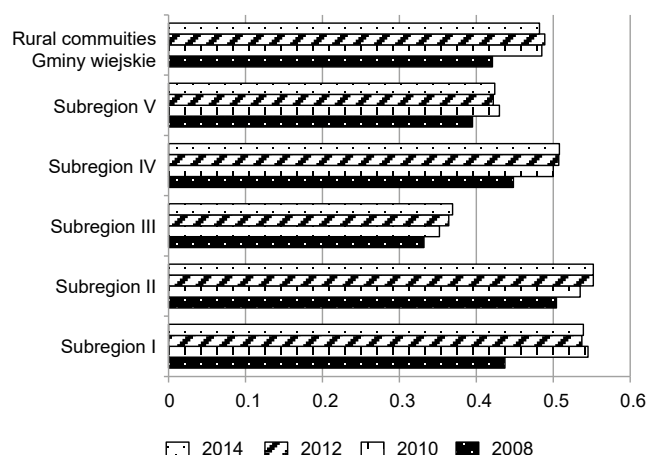 Rural commuities
Gminy wiejskie
Subregion V
Subregion IV
Subregion III
Subregion II
Subregion I
0 0.1 0.2 0.3 0.4 0.5 0.6
2014 2012 2010 2008